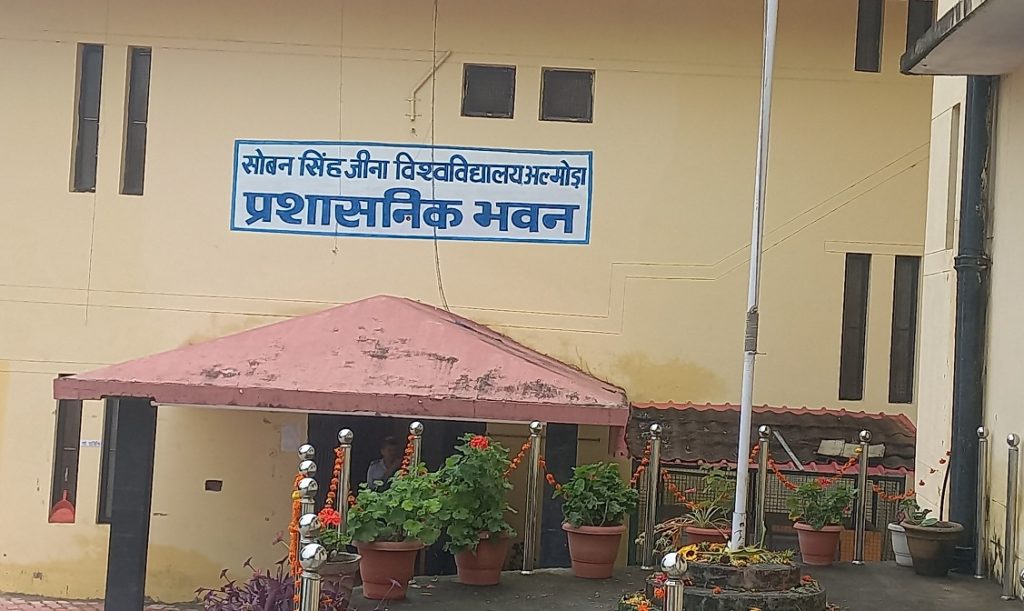 सोबन सिंह जीना विश्वविद्यालय अल्मोड़ा
प्रशासनिक भवन